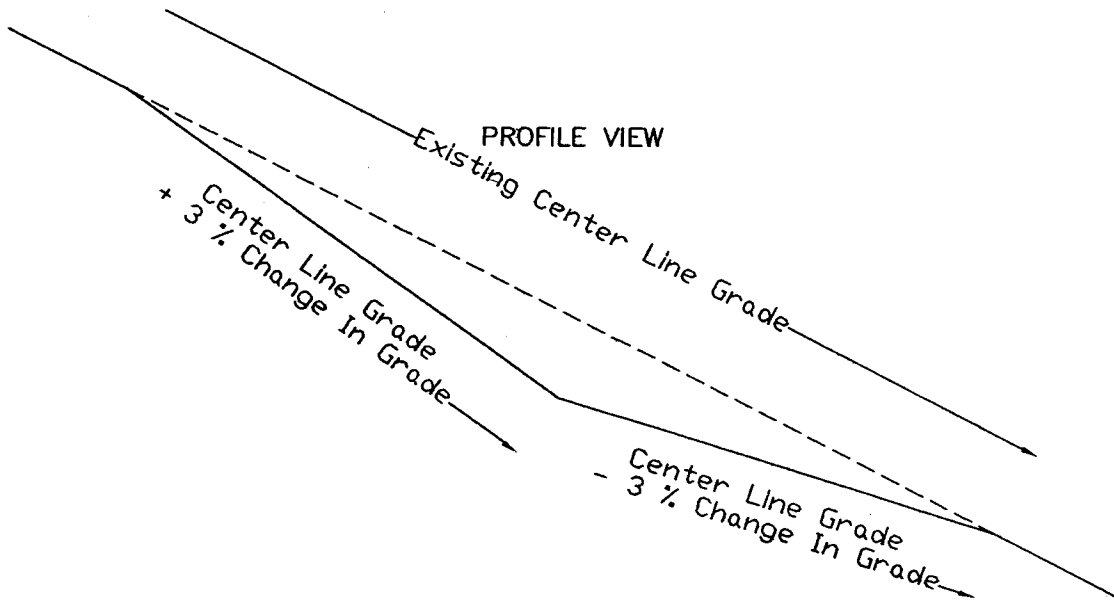 PROFILE VIEW
Existing Center Line Grade
Center Line Grade
+ 3 % Change In Grade
Center Line Grade
- 3 % Change In Grade